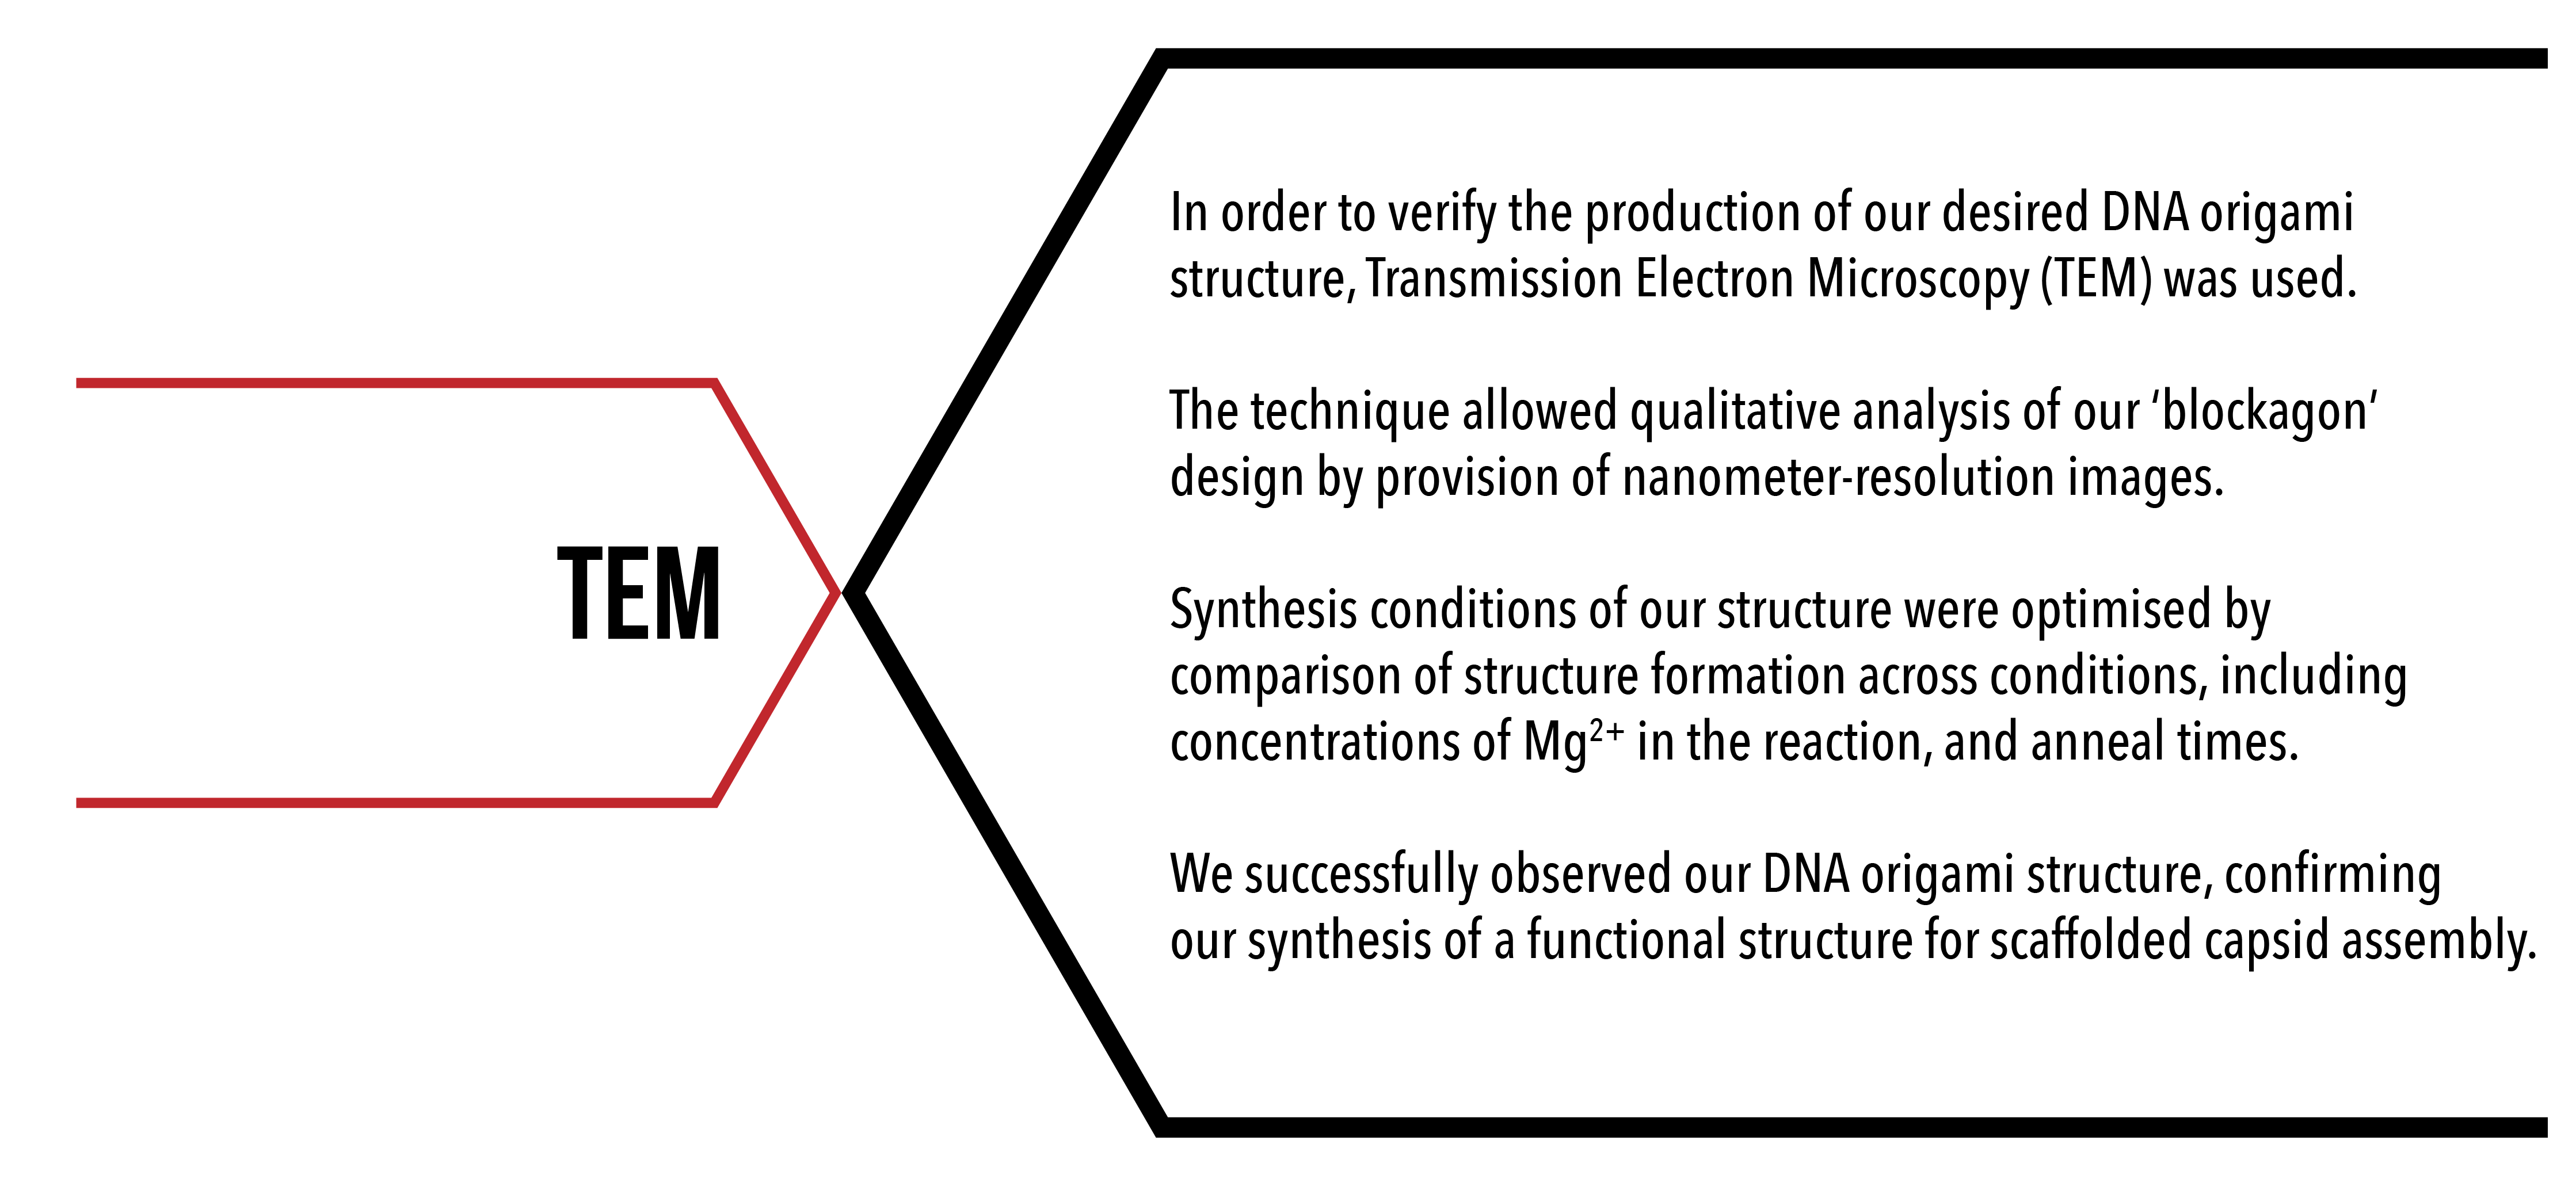 TEM
In order to verify the production of our desired DNA origami
structure, Transmission Electron Microscopy (TEM) was used.
The technique allowed qualitative analysis of our ‘blockagon’
design by provision of nanometer-resolution images.
Synthesis conditions of our structure were optimised by
comparison of structure formation across conditions, including
concentrations of Mg²⁺ in the reaction, and anneal times.
We successfully observed our DNA origami structure, confirming
our synthesis of a functional structure for scaffolded capsid assembly.